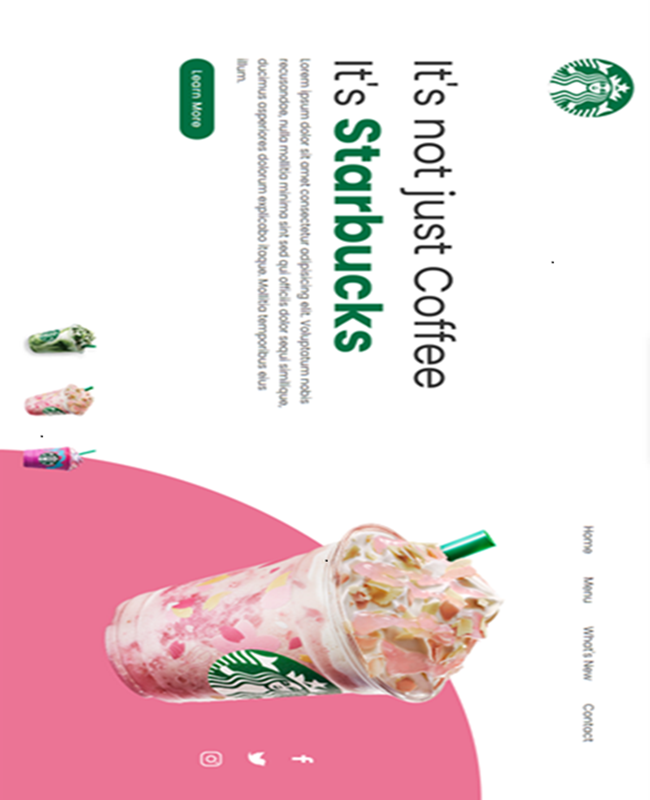 Home Menu What's New Contact
It's not just Coffee
It's Starbucks
Lorem ipsum dolor sit amet consectetur adipisicing elit. Voluptatum nobis
recusandae, nulla mollitia minima sint sed qui officiis dolor sequi similique,
ducimus asperiores dolorum explicabo itaque. Mollitia temporibus eius
illum.
Learn More